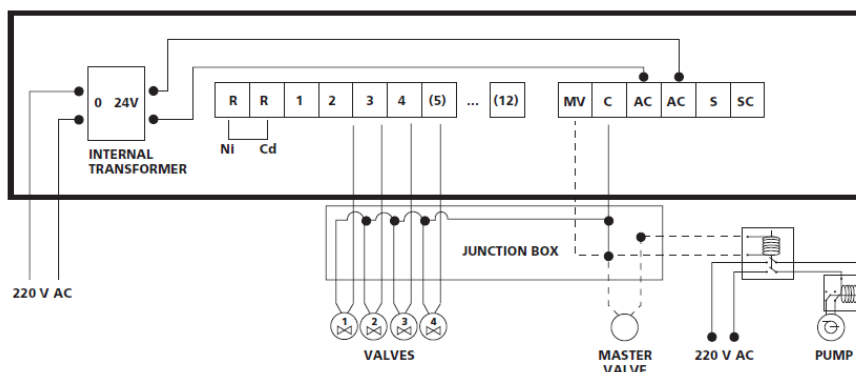 0 24V
INTERNAL
TRANSFORMER
R R 1 2 3 4 (5) ... (12) MV C AC AC S SC
Ni Cd
JUNCTION BOX
220 V AC
1 2 3 4
VALVES
MASTER
VALVE
220 V AC
PUMP